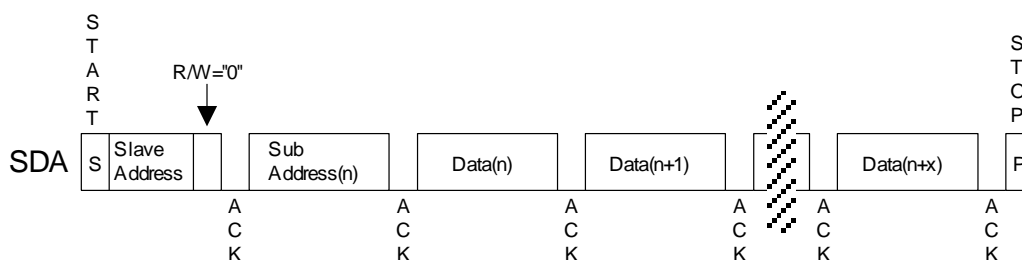 START
STOP
R/W="0"
SDA
S
Slave
Address
Sub
Address(n)
Data(n)
Data(n+1)
Data(n+x)
P
ACK
ACK
ACK
ACK
ACK
ACK